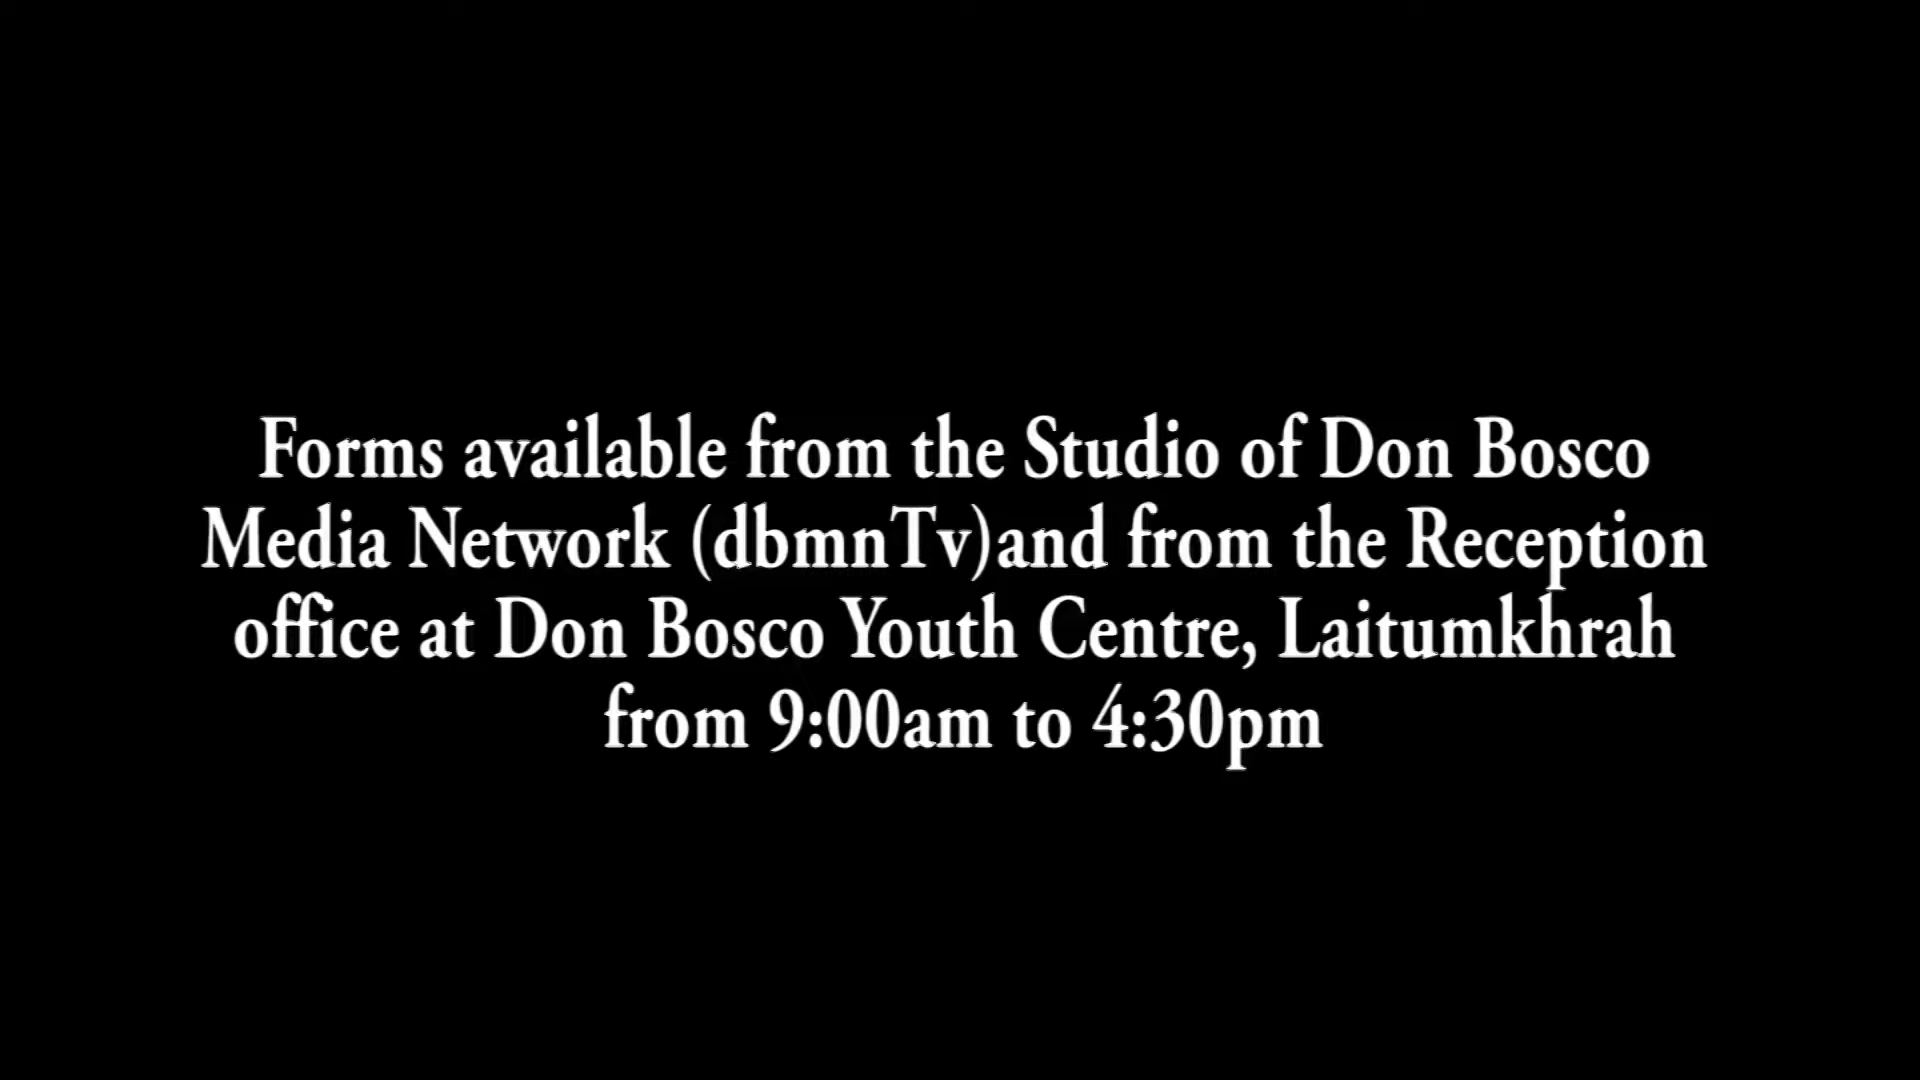 Forms available from the Studio of Don Bosco
Media Network (dbmnTv)and from the Reception
office at Don Bosco Youth Centre, Laitumkhrah
from 9:00am to 4:30pm